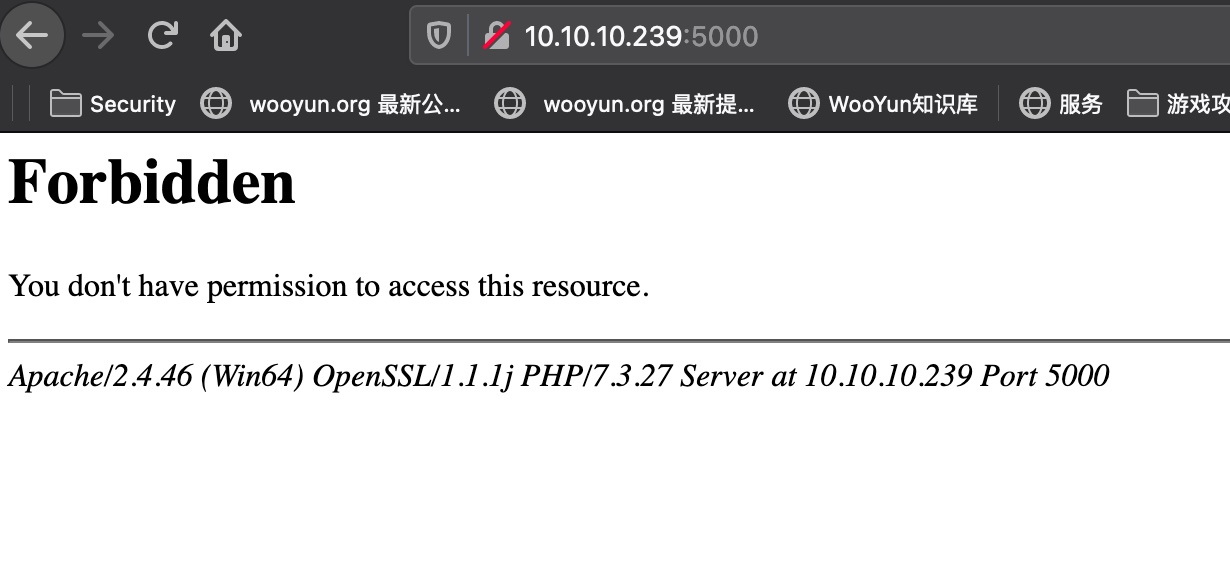 10.10.10.239:5000
Security wooyun.org 最新公... wooyun.org 最新提... WooYun知识库 服务 游戏攻
Forbidden
You don't have permission to access this resource.
Apache/2.4.46 (Win64) OpenSSL/1.1.1j PHP/7.3.27 Server at 10.10.10.239 Port 5000